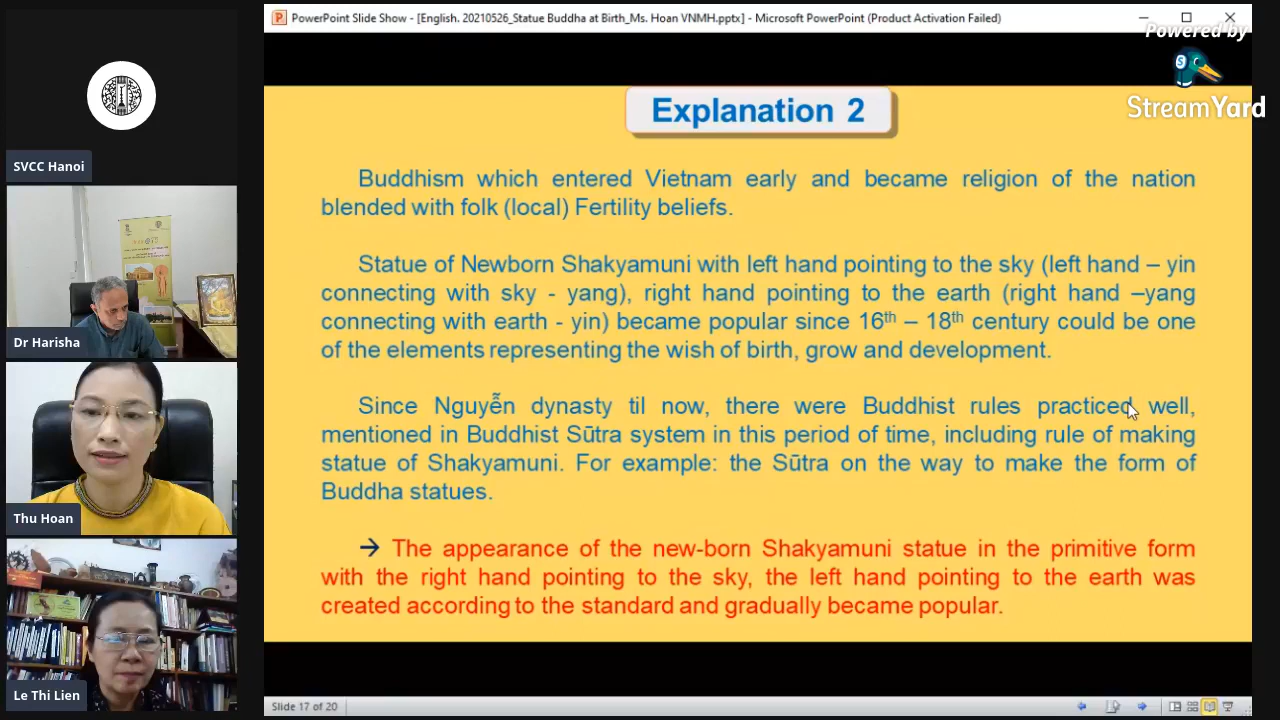 PowerPoint Slide Show - [English. 20210526_Statue Buddha at Birth_Ms. Hoan VNMH.pptx] - Microsoft PowerPoint (Product Activation Failed)
Powered by
StreamYard
SVCC Hanoi
Dr Harisha
Thu Hoan
Le Thi Lien
Explanation 2
Buddhism which entered Vietnam early and became religion of the nation
blended with folk (local) Fertility beliefs.
Statue of Newborn Shakyamuni with left hand pointing to the sky (left hand – yin
connecting with sky - yang), right hand pointing to the earth (right hand –yang
connecting with earth - yin) became popular since 16th – 18th century could be one
of the elements representing the wish of birth, grow and development.
Since Nguyễn dynasty til now, there were Buddhist rules practiced well,
mentioned in Buddhist Sūtra system in this period of time, including rule of making
statue of Shakyamuni. For example: the Sūtra on the way to make the form of
Buddha statues.
→ The appearance of the new-born Shakyamuni statue in the primitive form
with the right hand pointing to the sky, the left hand pointing to the earth was
created according to the standard and gradually became popular.
Slide 17 of 20